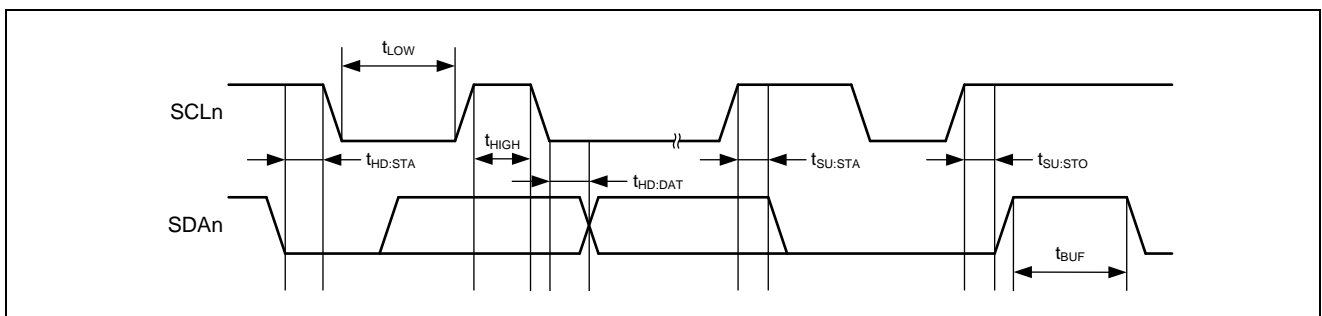 tLOW
SCLn
tHIGH
tHD:STA
tSU:STA
tSU:STO
tHD:DAT
SDAn
tBUF